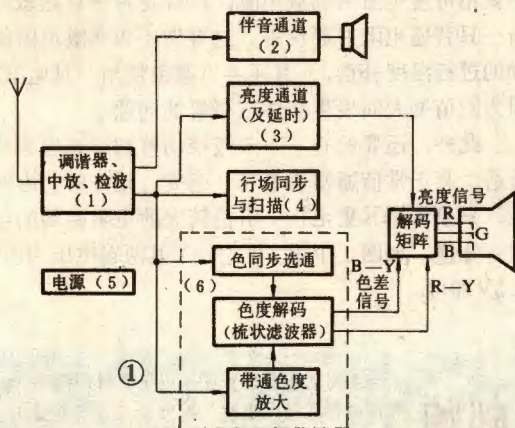 伴音通道
(2)
亮度通道
(及延时)
(3)
调谐器、
中放、检波
(1)
行场同步
与扫描(4)
亮度信号
解码
矩阵
R
G
B
电源(5)
(6)
色同步选通
B—Y
色差
信号
R—Y
色度解码
(梳状滤波器)
①
带通色度
放大